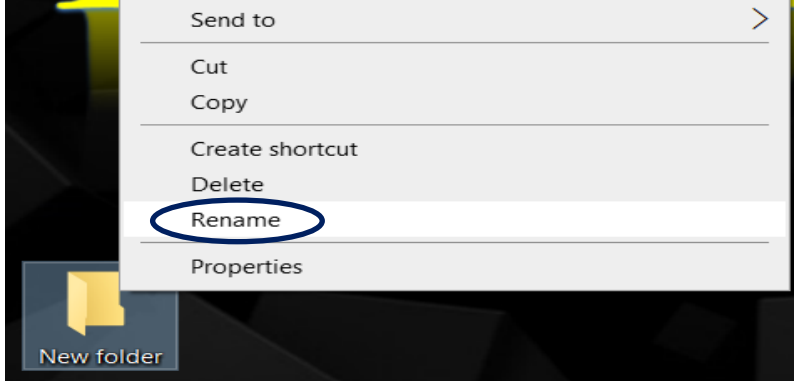 Send to
Cut
Copy
Create shortcut
Delete
Rename
Properties
New folder